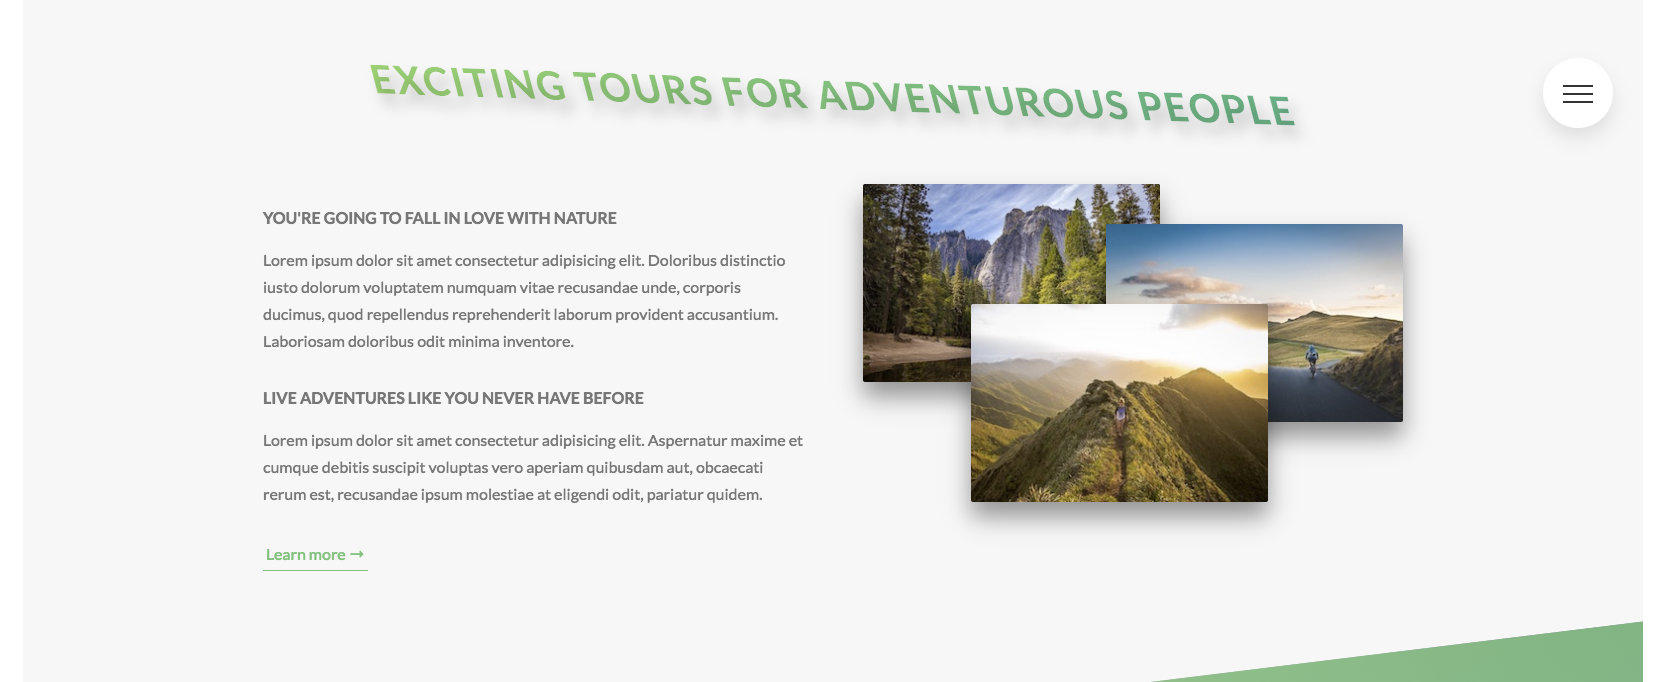 EXCITING TOURS FOR ADVENTUROUS PEOPLE
YOU'RE GOING TO FALL IN LOVE WITH NATURE
Lorem ipsum dolor sit amet consectetur adipisicing elit. Doloribus distinctio
iusto dolorum voluptatem numquam vitae recusandae unde, corporis
ducimus, quod repellendus reprehenderit laborum provident accusantium.
Laboriosam doloribus odit minima inventore.
LIVE ADVENTURES LIKE YOU NEVER HAVE BEFORE
Lorem ipsum dolor sit amet consectetur adipisicing elit. Aspernatur maxime et
cumque debitis suscipit voluptas vero aperiam quibusdam aut, obcaecati
rerum est, recusandae ipsum molestiae at eligendi odit, pariatur quidem.
Learn more →